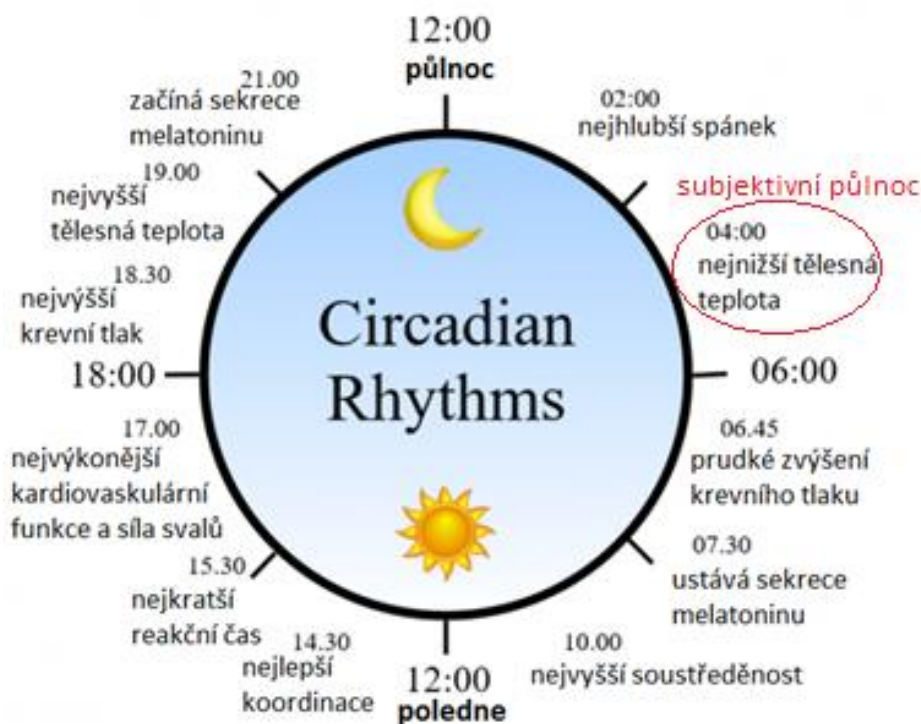 12:00
půlnoc
02:00
nejhlubší spánek
subjektivní půlnoc
04:00
nejnižší tělesná
teplota
06:00
06.45
prudké zvýšení
krevního tlaku
07.30
ustává sekrece
melatoninu
10.00
nejvyšší soustředěnost
12:00
poledne
14.30
nejlepší
koordinace
15.30
nejkratší
reakční čas
17.00
nejvýkonější
kardiovaskulární
funkce a síla svalů
18:00
18.30
nejvýšší
krevní tlak
19.00
nejvyšší
tělesná teplota
21.00
začíná sekrece
melatoninu
Circadian
Rhythms